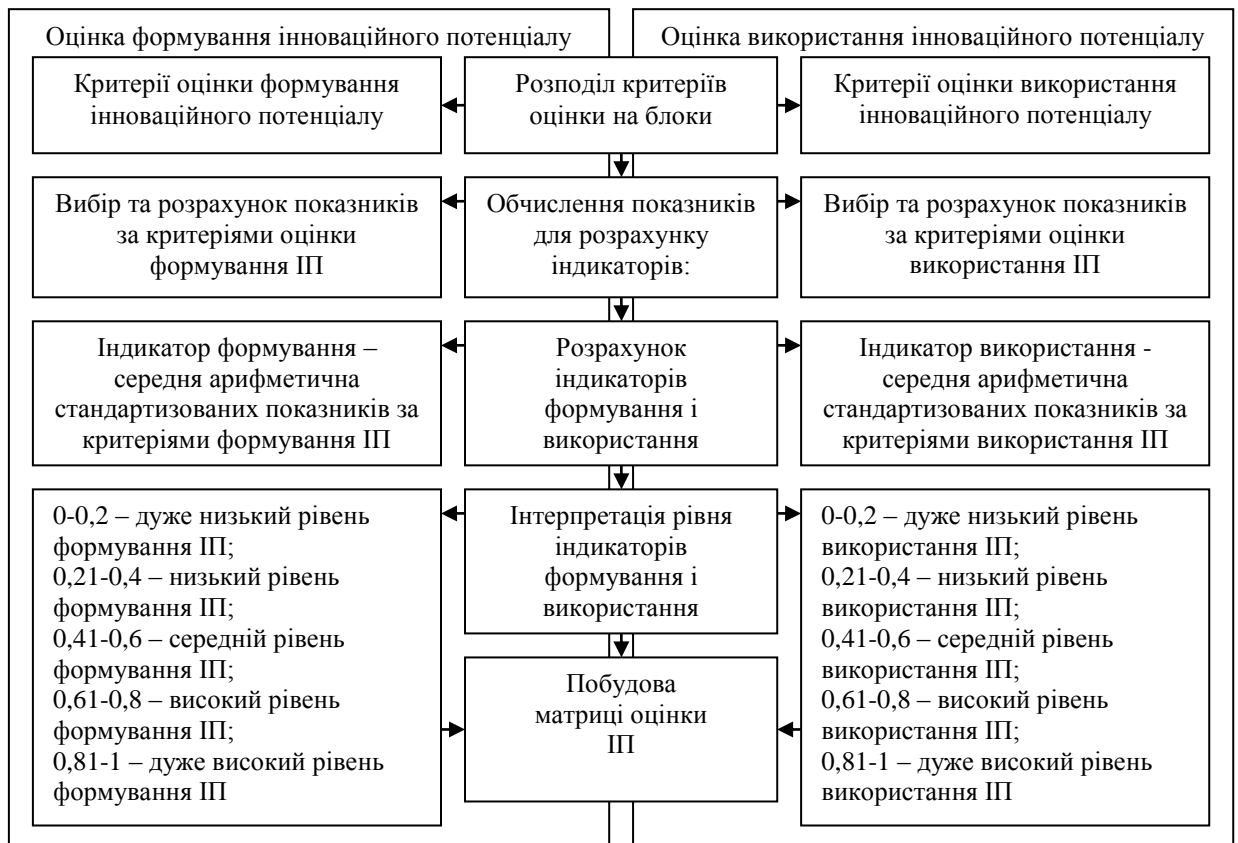 Оцінка формування інноваційного потенціалу
Оцінка використання інноваційного потенціалу
Критерії оцінки формування
інноваційного потенціалу
Розподіл критеріїв
оцінки на блоки
Критерії оцінки використання
інноваційного потенціалу
Вибір та розрахунок показників
за критеріями оцінки
формування ІП
Обчислення показників
для розрахунку
індикаторів:
Вибір та розрахунок показників
за критеріями оцінки
використання ІП
Індикатор формування –
середня арифметична
стандартизованих показників за
критеріями формування ІП
Розрахунок
індикаторів
формування і
використання
Індикатор використання -
середня арифметична
стандартизованих показників за
критеріями використання ІП
0-0,2 – дуже низький рівень
формування ІП;
0,21-0,4 – низький рівень
формування ІП;
0,41-0,6 – середній рівень
формування ІП;
0,61-0,8 – високий рівень
формування ІП;
0,81-1 – дуже високий рівень
формування ІП
Інтерпретація рівня
індикаторів
формування і
використання
0-0,2 – дуже низький рівень
використання ІП;
0,21-0,4 – низький рівень
використання ІП;
0,41-0,6 – середній рівень
використання ІП;
0,61-0,8 – високий рівень
використання ІП;
0,81-1 – дуже високий рівень
використання ІП
Побудова
матриці оцінки
ІП